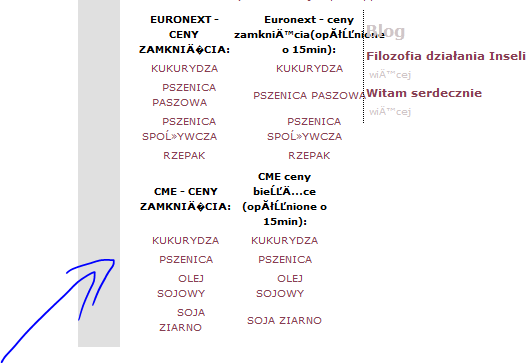 EURONEXT -
CENY
ZAMKNIÄ�CIA:
Euronext - ceny
zamkniÄ™cia(opĂłĹĽnione
o 15min):
KUKURYDZA
KUKURYDZA
PSZENICA
PASZOWA
PSZENICA PASZOWA
PSZENICA
SPOĹ»YWCZA
PSZENICA
SPOĹ»YWCZA
RZEPAK
RZEPAK
CME - CENY
ZAMKNIÄ�CIA:
CME ceny
bieĹĽÄ…ce
(opĂłĹĽnione o
15min):
KUKURYDZA
KUKURYDZA
PSZENICA
PSZENICA
OLEJ
SOJOWY
OLEJ
SOJOWY
SOJA
ZIARNO
SOJA ZIARNO
Blog
Filozofia działania Inseli
wiÄ™cej
Witam serdecznie
wiÄ™cej